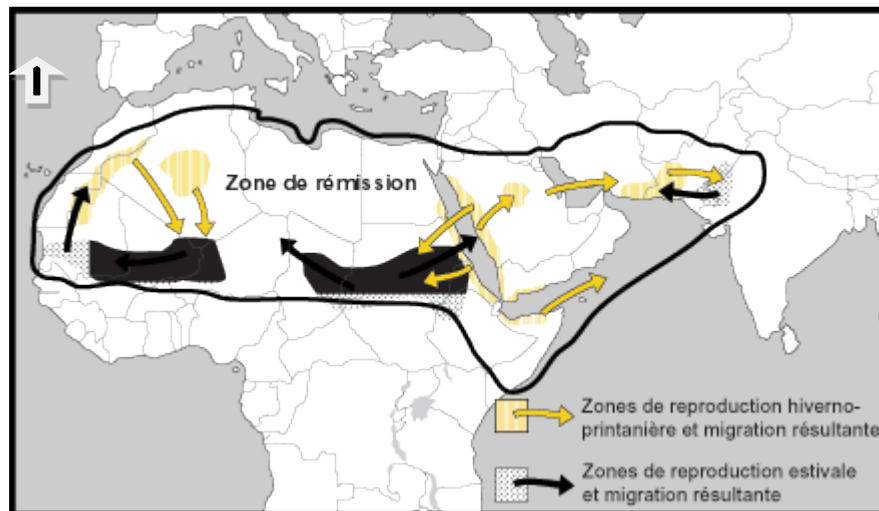 Zone de rémission
Zones de reproduction hiverno-
printanière et migration résultante
Zones de reproduction estivale
et migration résultante